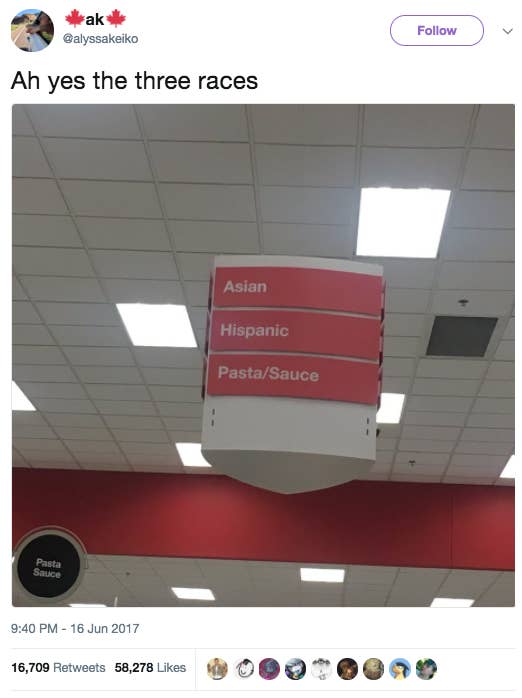 🍁ak🍁
@alyssakeiko
Follow
Ah yes the three races
Asian
Hispanic
Pasta/Sauce
Pasta
Sauce
9:40 PM - 16 Jun 2017
16,709 Retweets 58,278 Likes